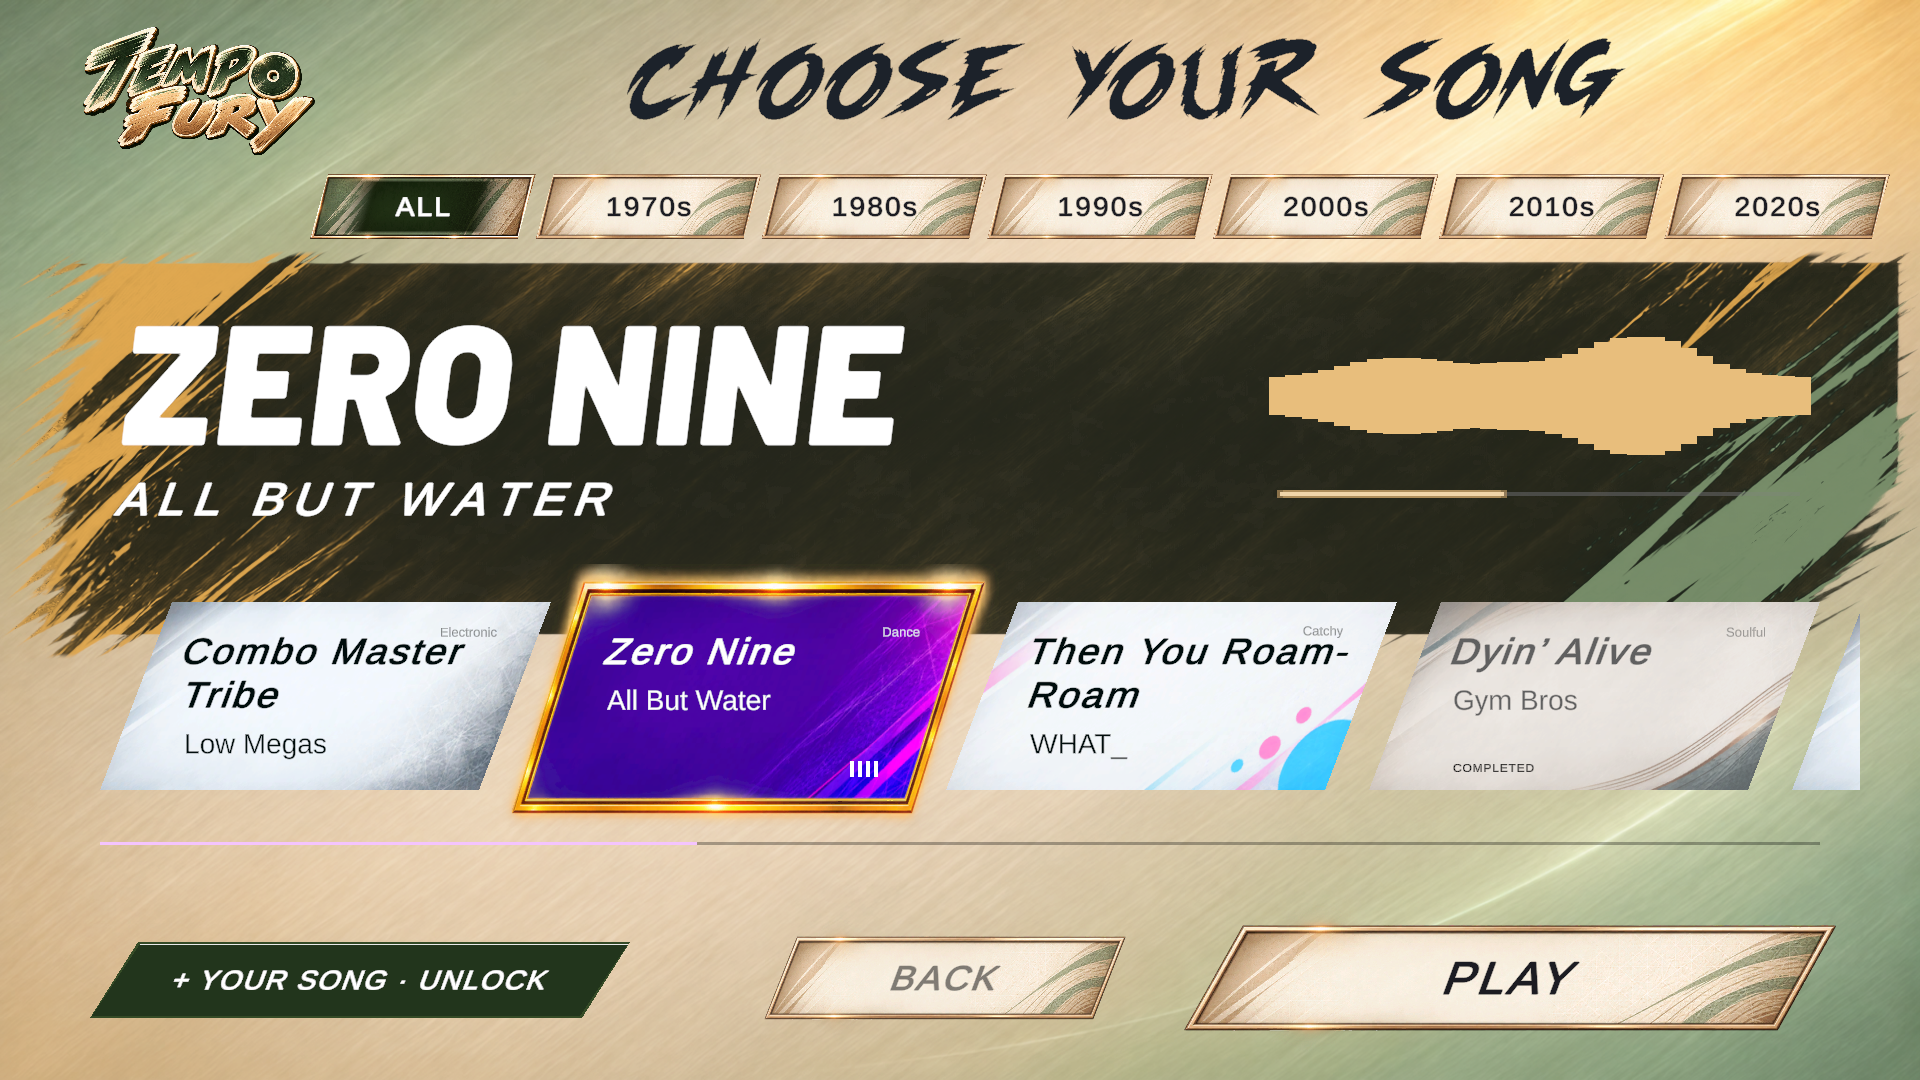 TEMPO
FURY
CHOOSE YOUR SONG
ALL
1970s
1980s
1990s
2000s
2010s
2020s
ZERO NINE
ALL BUT WATER
Combo Master
Tribe
Electronic
Low Megas
Zero Nine
Dance
All But Water
Then You Roam-
Roam
Catchy
WHAT_
Dyin’ Alive
Soulful
Gym Bros
COMPLETED
+ YOUR SONG · UNLOCK
BACK
PLAY